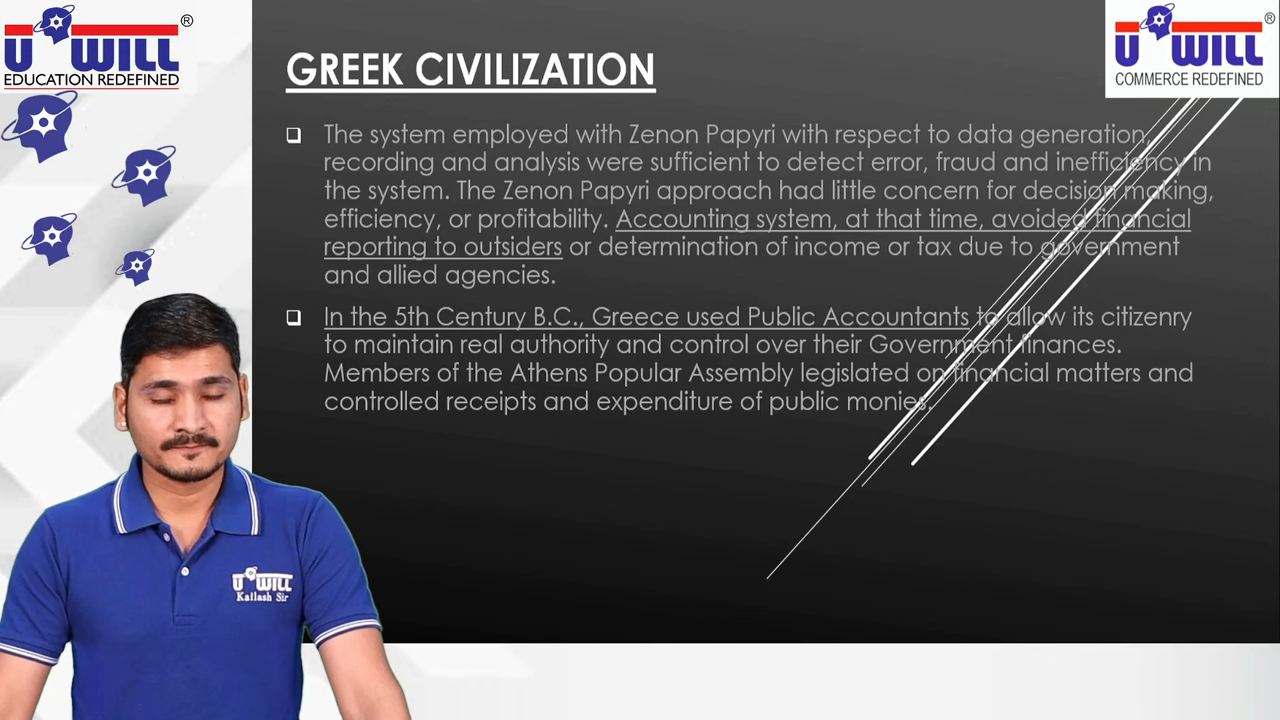 U WILL ®
EDUCATION REDEFINED
U WILL ®
COMMERCE REDEFINED
GREEK CIVILIZATION
The system employed with Zenon Papyri with respect to data generation,
recording and analysis were sufficient to detect error, fraud and inefficiency in
the system. The Zenon Papyri approach had little concern for decision making,
efficiency, or profitability. Accounting system, at that time, avoided financial
reporting to outsiders or determination of income or tax due to government
and allied agencies.
In the 5th Century B.C., Greece used Public Accountants to allow its citizenry
to maintain real authority and control over their Government finances.
Members of the Athens Popular Assembly legislated on financial matters and
controlled receipts and expenditure of public monies.
U WILL
Kailash Sir